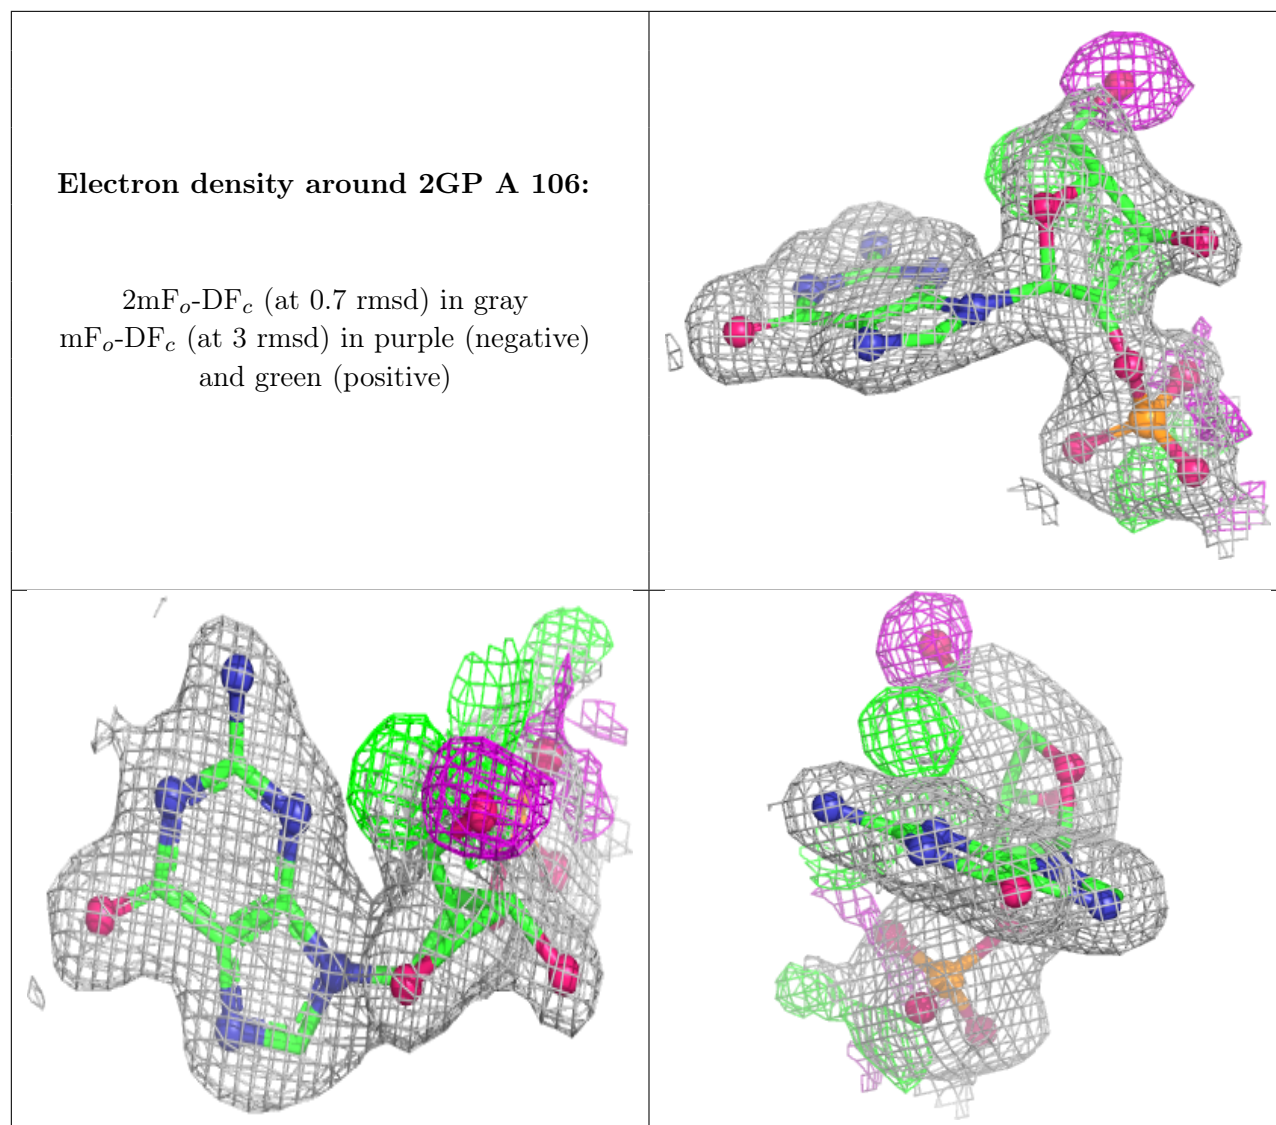 Electron density around 2GP A 106:
2mFo-DFc (at 0.7 rmsd) in gray
mFo-DFc (at 3 rmsd) in purple (negative)
and green (positive)